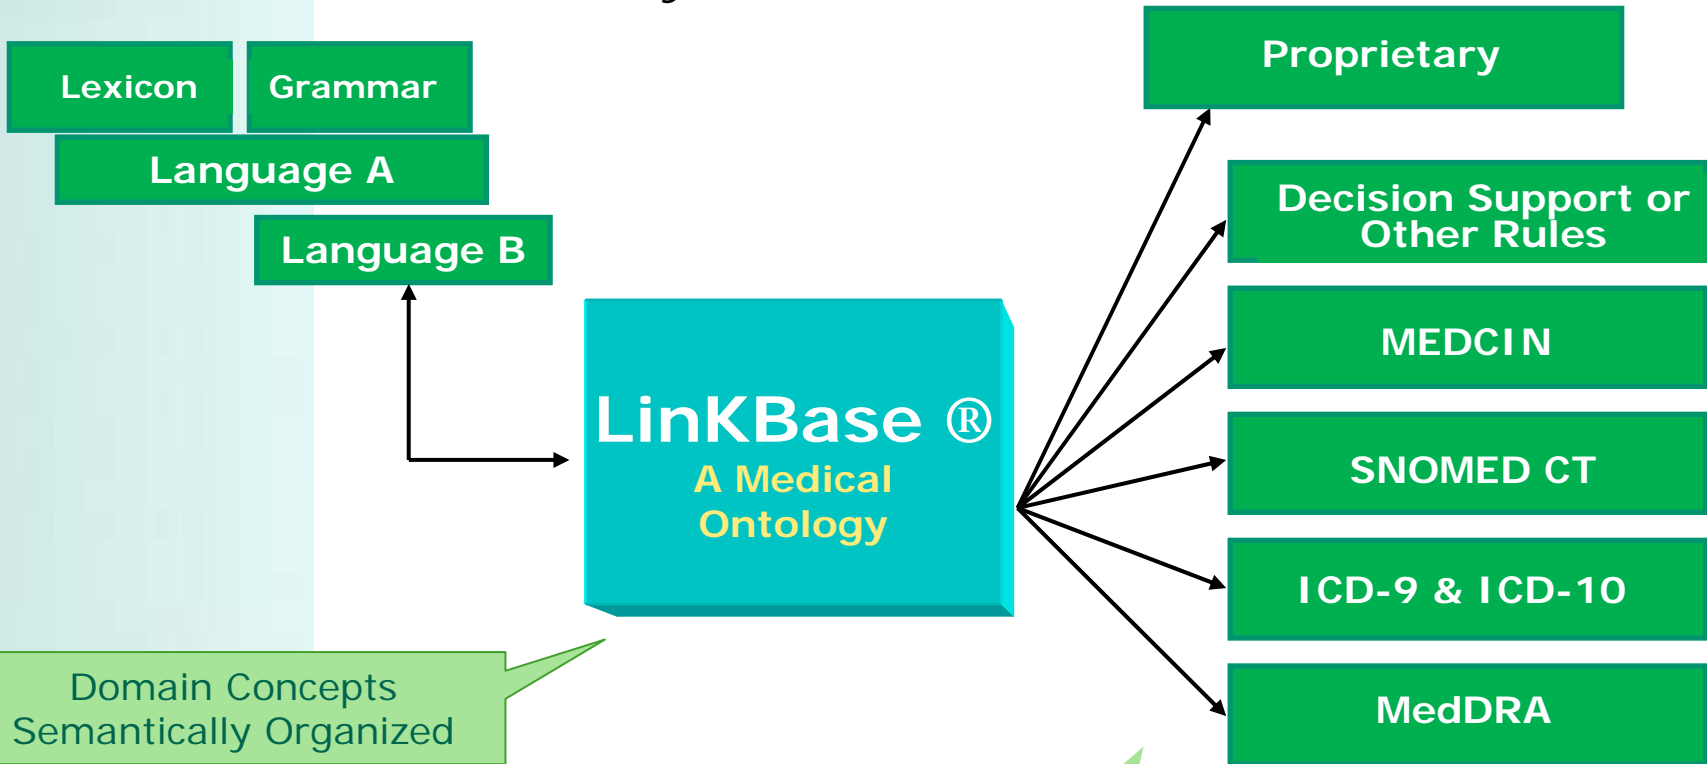 Lexicon
Grammar
Language A
Language B
LinKBase ®
A Medical
Ontology
Domain Concepts
Semantically Organized
Proprietary
Decision Support or
Other Rules
MEDCIN
SNOMED CT
ICD-9 & ICD-10
MedDRA